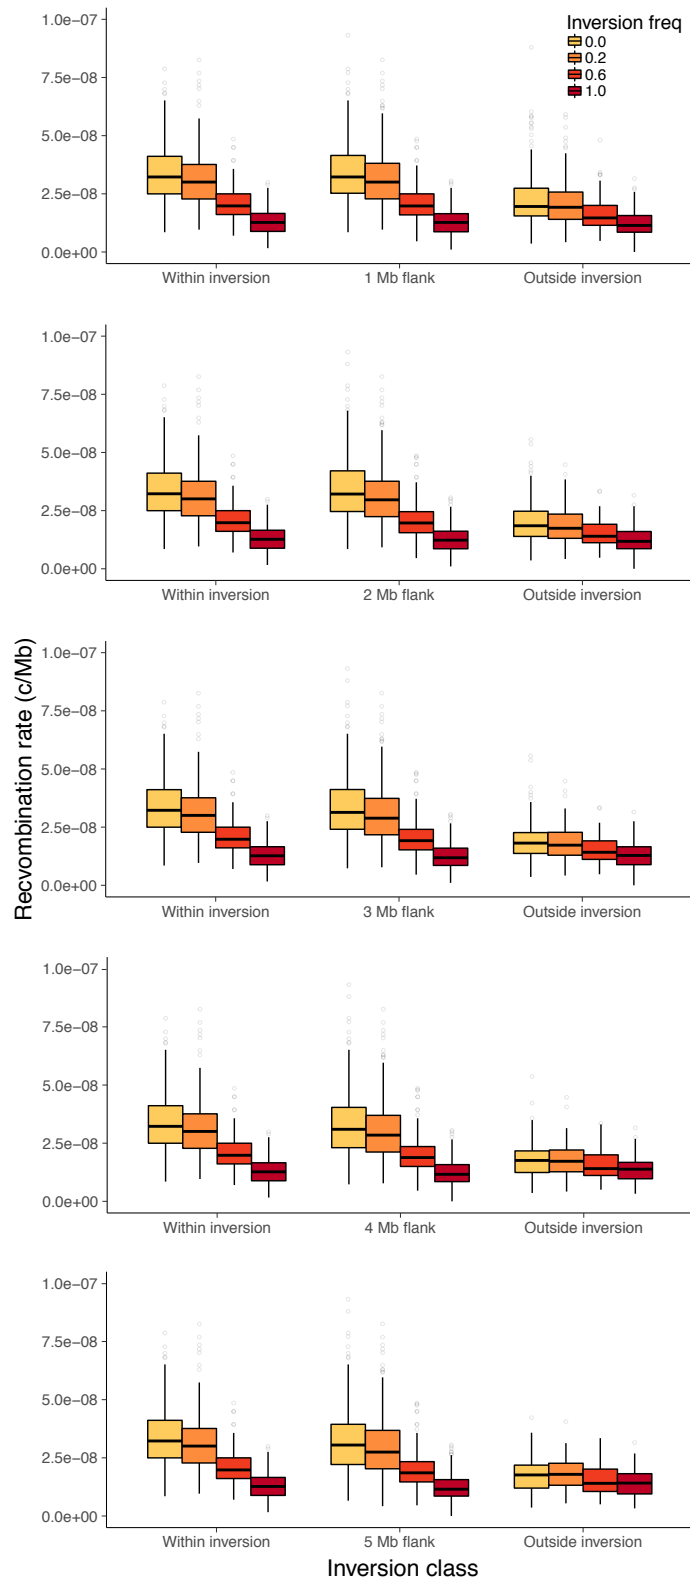 Inversion freq
0.0
0.2
0.6
1.0
1.0e−07
7.5e−08
5.0e−08
2.5e−08
0.0e+00
Within inversion
1 Mb flank
Outside inversion
1.0e−07
7.5e−08
5.0e−08
2.5e−08
0.0e+00
Within inversion
2 Mb flank
Outside inversion
Recvombination rate (c/Mb)
1.0e−07
7.5e−08
5.0e−08
2.5e−08
0.0e+00
Within inversion
3 Mb flank
Outside inversion
1.0e−07
7.5e−08
5.0e−08
2.5e−08
0.0e+00
Within inversion
4 Mb flank
Outside inversion
1.0e−07
7.5e−08
5.0e−08
2.5e−08
0.0e+00
Within inversion
5 Mb flank
Outside inversion
Inversion class